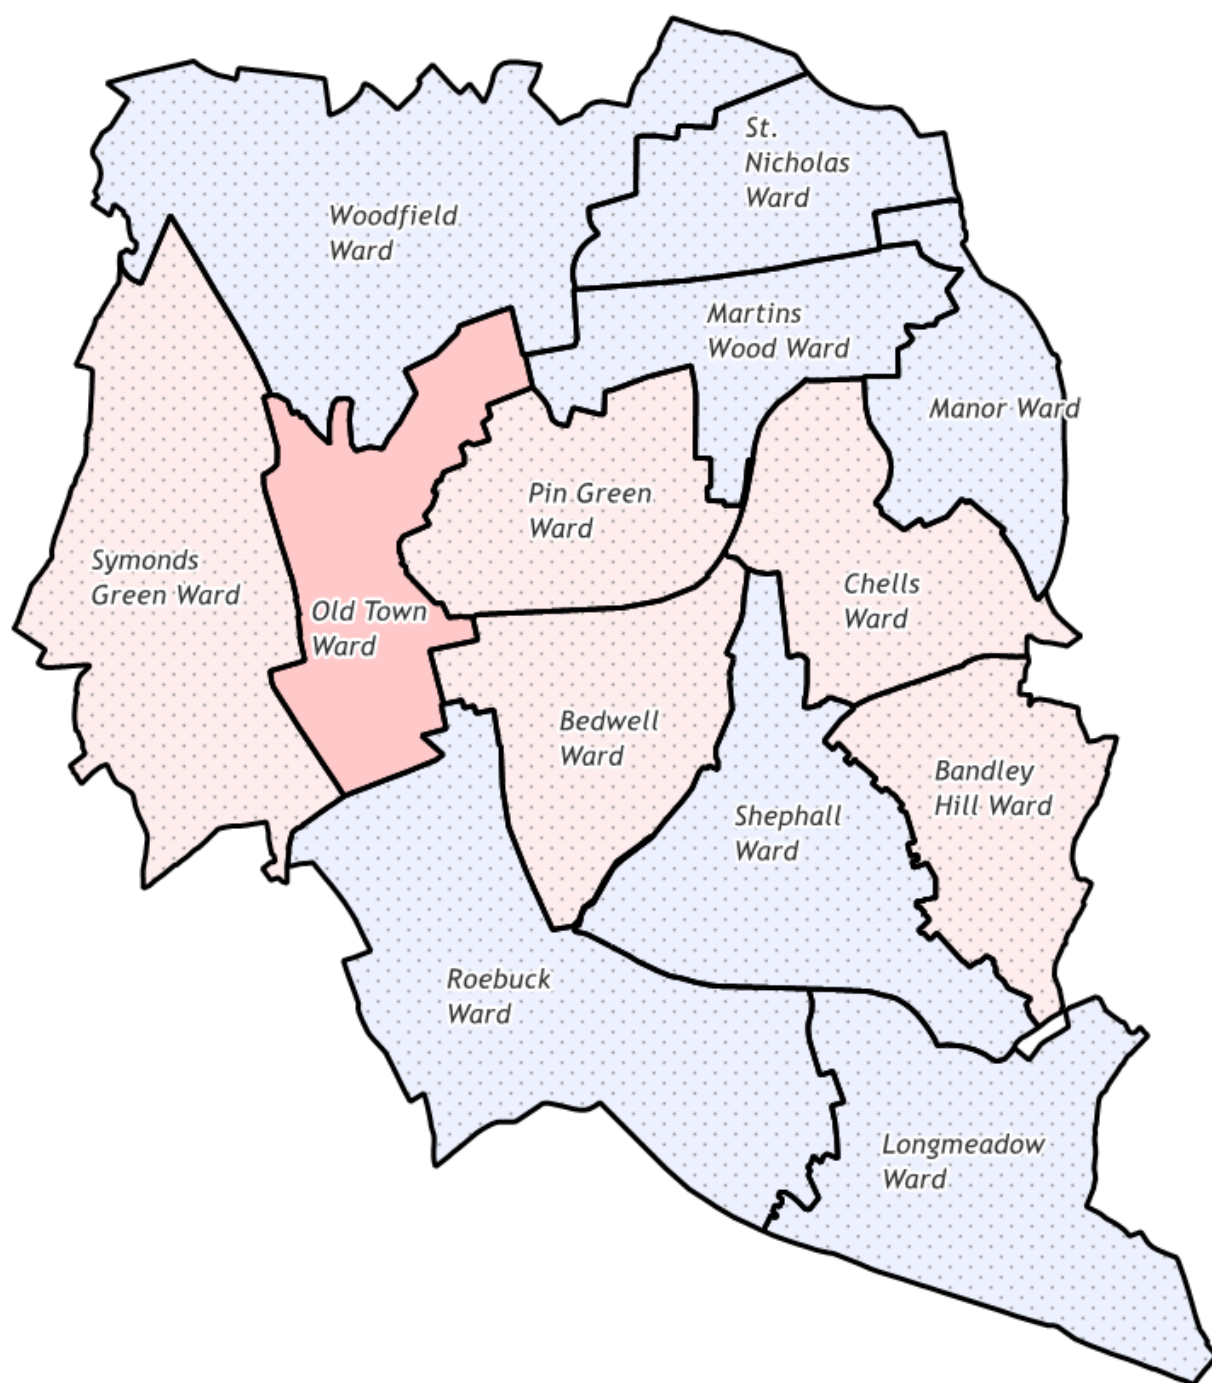 St.
Nicholas
Ward
Woodfield
Ward
Martins
Wood Ward
Manor Ward
Pin Green
Ward
Symonds
Green Ward
Old Town
Ward
Chells
Ward
Bedwell
Ward
Bandley
Hill Ward
Shephall
Ward
Roebuck
Ward
Longmeadow
Ward